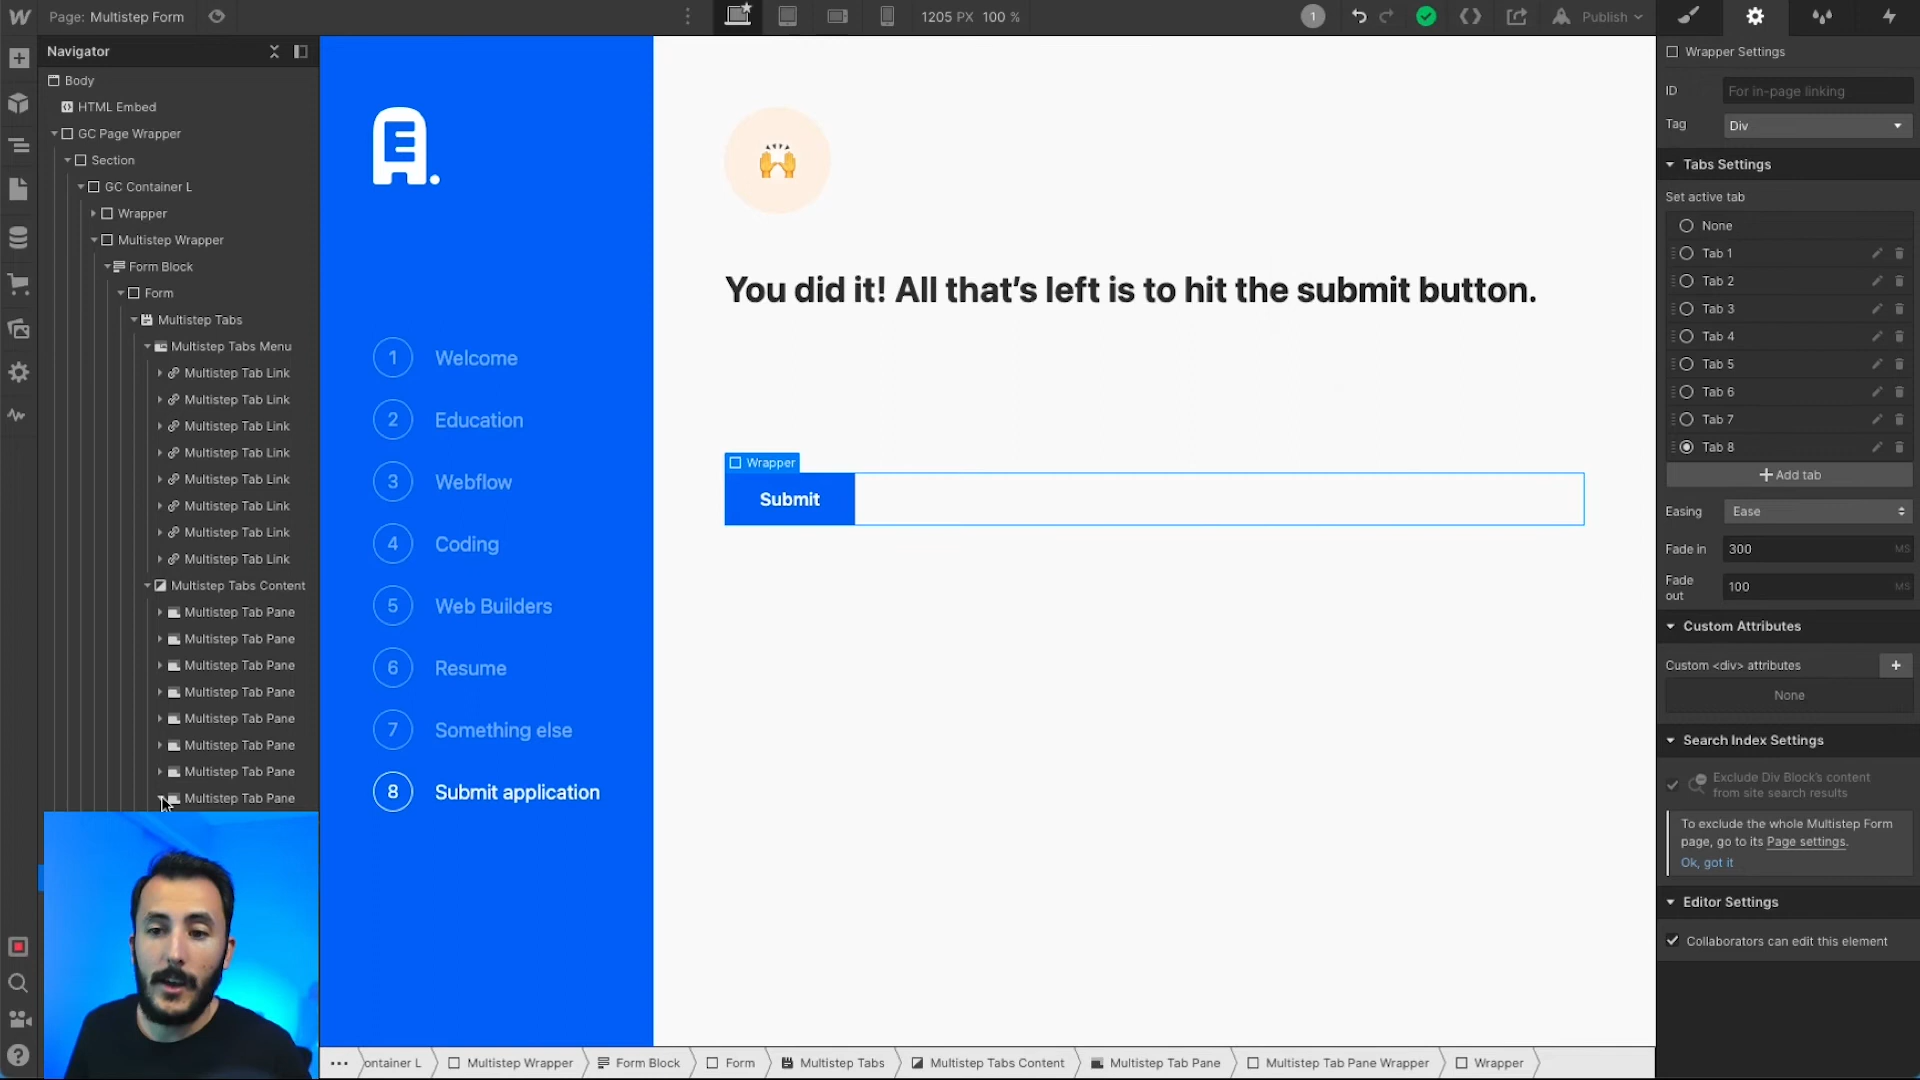 Page: Multistep Form
1205 PX 100 %
1
Publish
Navigator
Body
HTML Embed
GC Page Wrapper
Section
GC Container L
Wrapper
Multistep Wrapper
Form Block
Form
Multistep Tabs
Multistep Tabs Menu
Multistep Tab Link
Multistep Tab Link
Multistep Tab Link
Multistep Tab Link
Multistep Tab Link
Multistep Tab Link
Multistep Tab Link
Multistep Tab Link
Multistep Tabs Content
Multistep Tab Pane
Multistep Tab Pane
Multistep Tab Pane
Multistep Tab Pane
Multistep Tab Pane
Multistep Tab Pane
Multistep Tab Pane
Multistep Tab Pane
1 Welcome
2 Education
3 Webflow
4 Coding
5 Web Builders
6 Resume
7 Something else
8 Submit application
You did it! All that’s left is to hit the submit button.
Wrapper
Submit
Wrapper Settings
ID For in-page linking
Tag Div
Tabs Settings
Set active tab
None
Tab 1
Tab 2
Tab 3
Tab 4
Tab 5
Tab 6
Tab 7
Tab 8
Add tab
Easing Ease
Fade in 300 MS
Fade out 100 MS
Custom Attributes
Custom <div> attributes
None
Search Index Settings
Exclude Div Block's content
from site search results
To exclude the whole Multistep Form
page, go to its Page settings.
Ok, got it
Editor Settings
Collaborators can edit this element
ontainer L Multistep Wrapper Form Block Form Multistep Tabs Multistep Tabs Content Multistep Tab Pane Multistep Tab Pane Wrapper Wrapper